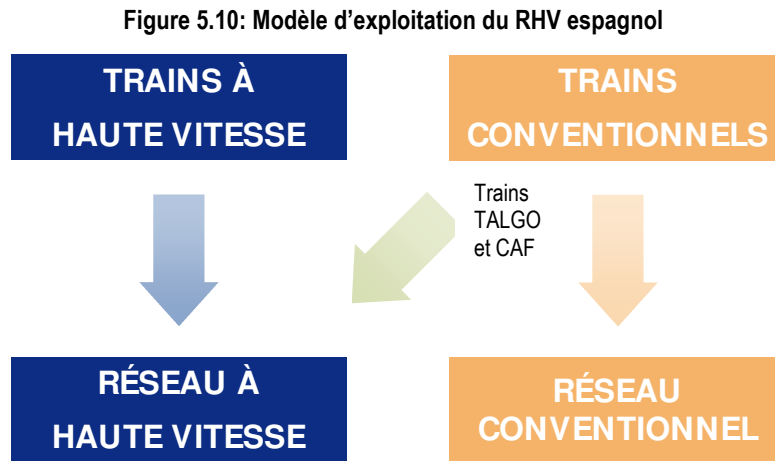 Figure 5.10: Modèle d'exploitation du RHV espagnol
TRAINS À
HAUTE VITESSE
TRAINS
CONVENTIONNELS
Trains
TALGO
et CAF
RÉSEAU À
HAUTE VITESSE
RÉSEAU
CONVENTIONNEL